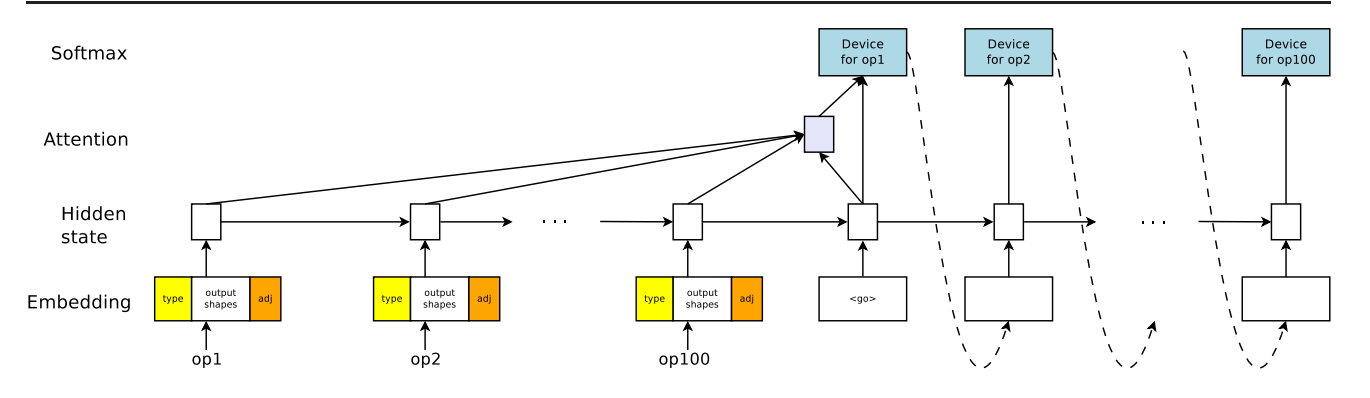 Softmax
Device
for op1
Device
for op2
Device
for op100
Attention
Hidden
state
. . .
. . .
Embedding
type
output
shapes
adj
type
output
shapes
adj
type
output
shapes
adj
<go>
op1
op2
op100